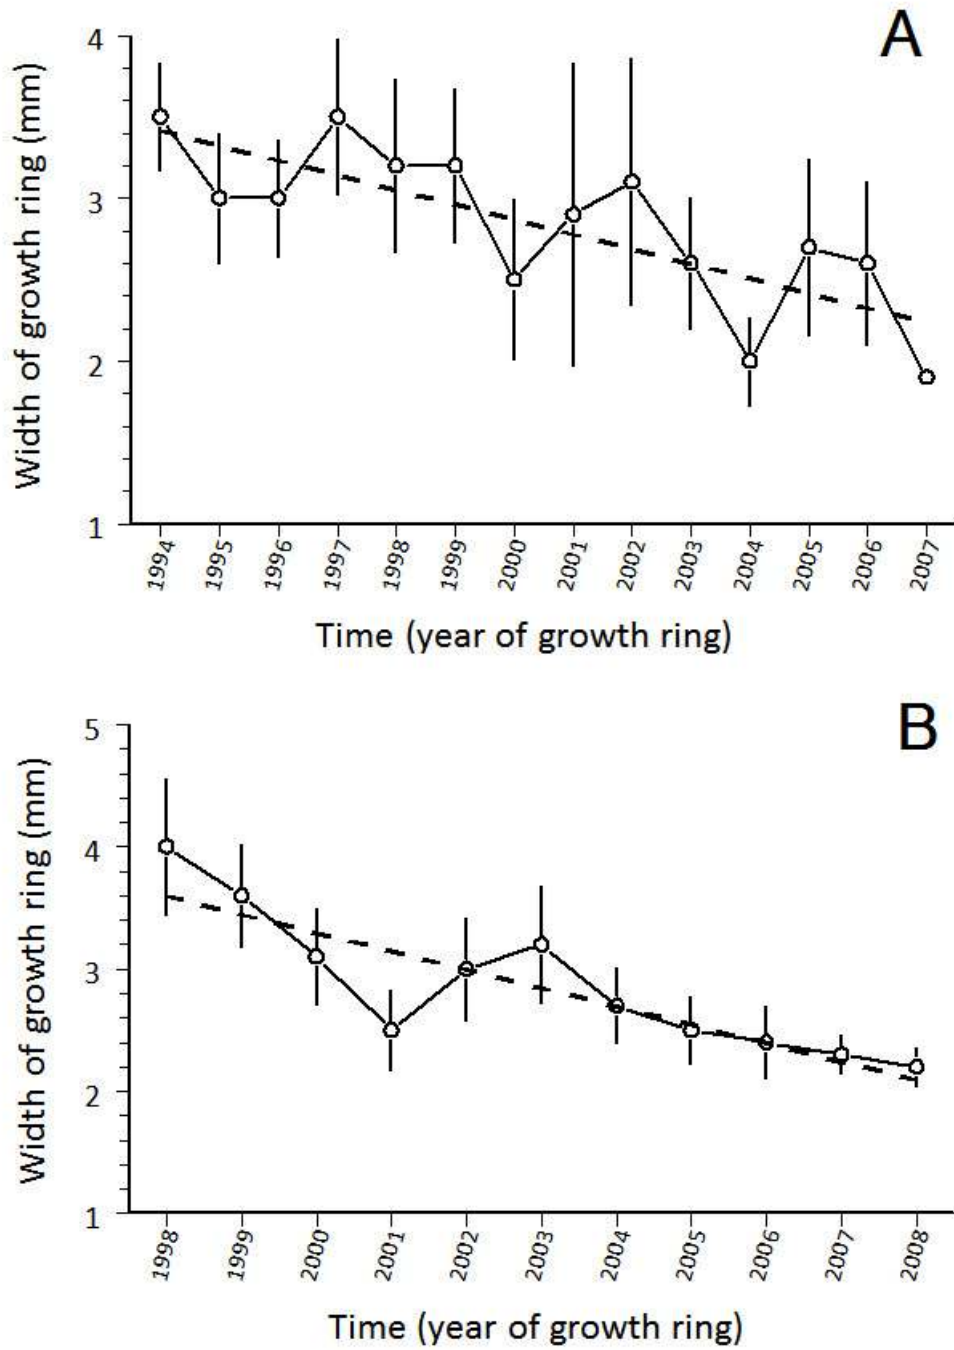 A
Width of growth ring (mm)
4
3
2
1
1994 1995 1996 1997 1998 1999 2000 2001 2002 2003 2004 2005 2006 2007
Time (year of growth ring)
B
Width of growth ring (mm)
5
4
3
2
1
1998 1999 2000 2001 2002 2003 2004 2005 2006 2007 2008
Time (year of growth ring)